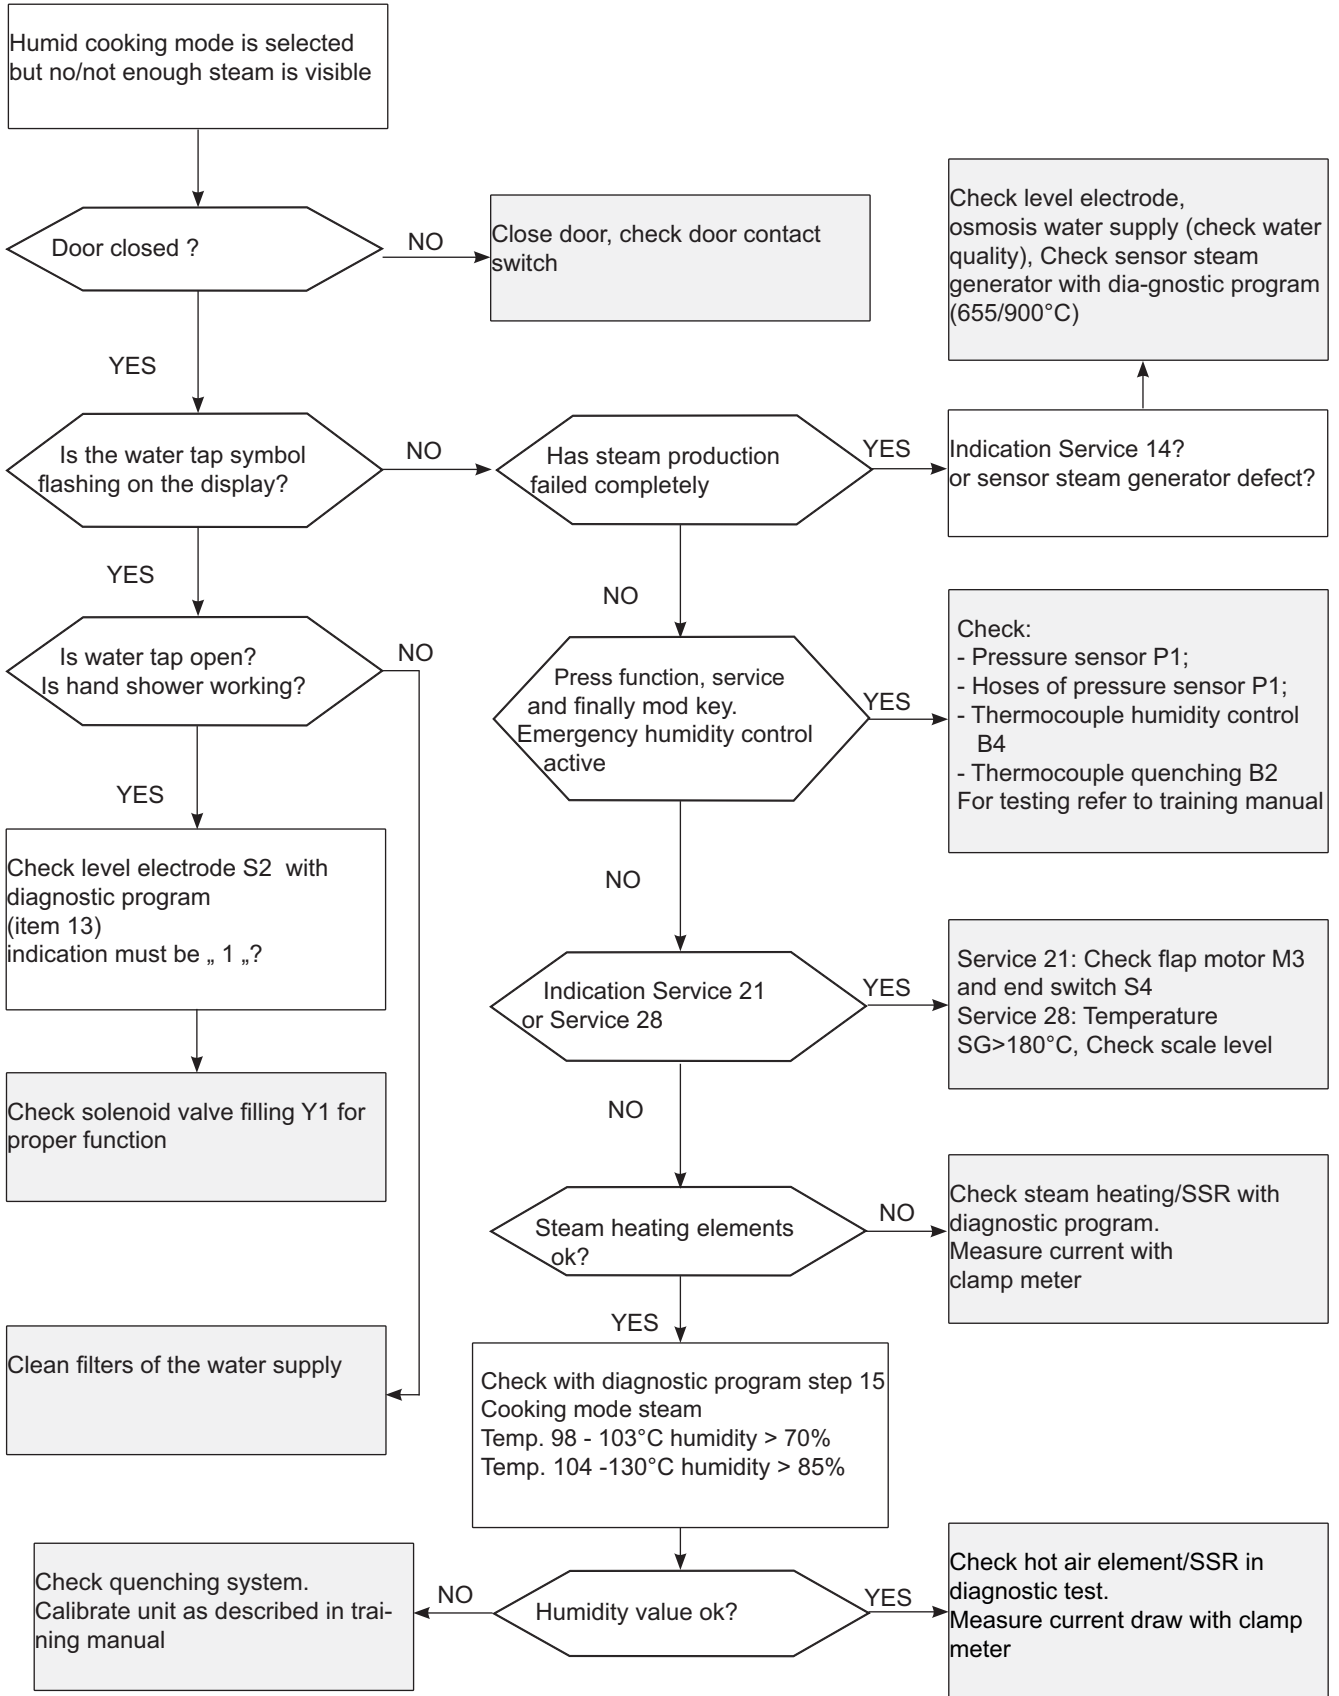 Humid cooking mode is selected
but no/not enough steam is visible
Door closed ?
NO
Close door, check door contact
switch
Check level electrode,
osmosis water supply (check water
quality), Check sensor steam
generator with dia-gnostic program
(655/900°C)
YES
Is the water tap symbol
flashing on the display?
NO
Has steam production
failed completely
YES
Indication Service 14?
or sensor steam generator defect?
YES
NO
Is water tap open?
Is hand shower working?
NO
Press function, service
and finally mod key.
Emergency humidity control
active
YES
Check:
- Pressure sensor P1;
- Hoses of pressure sensor P1;
- Thermocouple humidity control
B4
- Thermocouple quenching B2
For testing refer to training manual
YES
Check level electrode S2 with
diagnostic program
(item 13)
indication must be „ 1 „?
NO
Indication Service 21
or Service 28
YES
Service 21: Check flap motor M3
and end switch S4
Service 28: Temperature
SG>180°C, Check scale level
Check solenoid valve filling Y1 for
proper function
NO
Steam heating elements
ok?
NO
Check steam heating/SSR with
diagnostic program.
Measure current with
clamp meter
Clean filters of the water supply
YES
Check with diagnostic program step 15
Cooking mode steam
Temp. 98 - 103°C humidity > 70%
Temp. 104 -130°C humidity > 85%
Check quenching system.
Calibrate unit as described in trai-
ning manual
NO
Humidity value ok?
YES
Check hot air element/SSR in
diagnostic test.
Measure current draw with clamp
meter